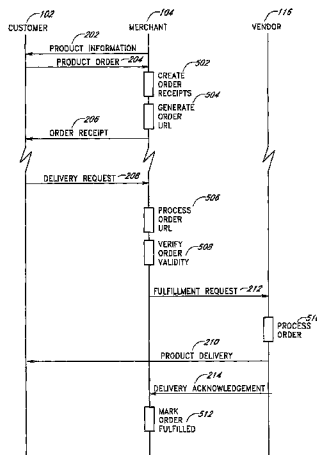 102
104
116
CUSTOMER
MERCHANT
VENDOR
202
PRODUCT INFORMATION
PRODUCT ORDER 204
502
CREATE
ORDER
RECEIPTS
504
GENERATE
ORDER
URL
206
ORDER RECEIPT
DELIVERY REQUEST 208
506
PROCESS
ORDER
URL
508
VERIFY
ORDER
VALIDITY
FULFILLMENT REQUEST 212
PROCESS
ORDER
210
PRODUCT DELIVERY
214
DELIVERY ACKNOWLEDGEMENT
512
MARK
ORDER
FULFILLED